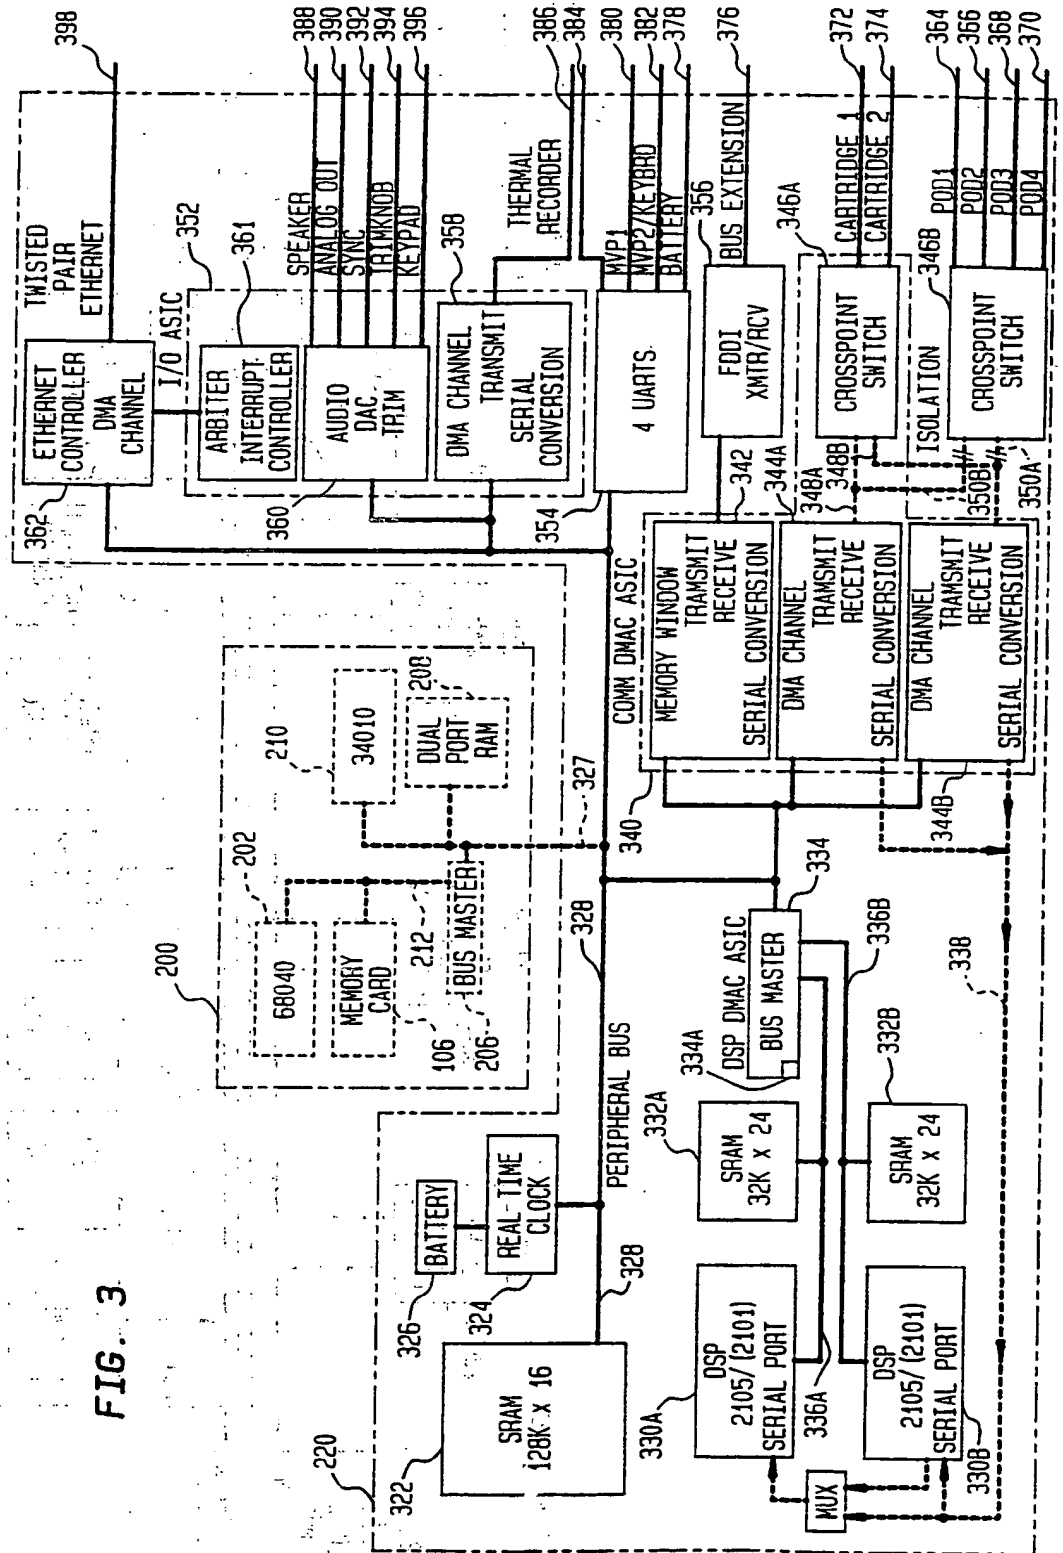 FIG. 3
220
322
SRAM
128K X 16
326
BATTERY
324
REAL-TIME
CLOCK
328
PERIPHERAL BUS
328
200
202
68040
MEMORY
CARD
106
212
BUS MASTER
206
210
34010
208
DUAL
PORT
RAM
327
330A
DSP
2105/(2101)
SERIAL PORT
336A
MUX
DSP
2105/(2101)
SERIAL PORT
330B
332A
SRAM
32K X 24
SRAM
32K X 24
332B
334A
DSP DMAC ASIC
BUS MASTER
334
336B
338
340
COMM DMAC ASIC
MEMORY WINDOW
TRAMSMIT
RECEIVE
SERIAL CONVERSION
342
DMA CHANNEL
TRAMSMIT
RECEIVE
SERIAL CONVERSION
344A
DMA CHANNEL
TRANSMIT
RECEIVE
SERIAL CONVERSION
344B
348A
348B
350B
350A
362
ETHERNET
CONTROLLER
DMA
CHANNEL
TWISTED
PAIR
ETHERNET
398
I/O ASIC
352
ARBITER
INTERRUPT
CONTROLLER
361
360
AUDIO
DAC
TRIM
SPEAKER
ANALOG OUT
SYNC
TRIMKNOB
KEYPAD
388
390
392
394
396
DMA CHANNEL
TRANSMIT
SERIAL
CONVERSION
358
THERMAL
RECORDER
386
384
354
4 UARTS
MVP1
MVP2/KEYBRD
BATTERY
380
382
378
FDDI
XMTR/RCV
356
BUS EXTENSION
376
346A
CROSSPOINT
SWITCH
CARTRIDGE 1
CARTRIDGE 2
372
374
ISOLATION
346B
CROSSPOINT
SWITCH
POD1
POD2
POD3
POD4
364
366
368
370